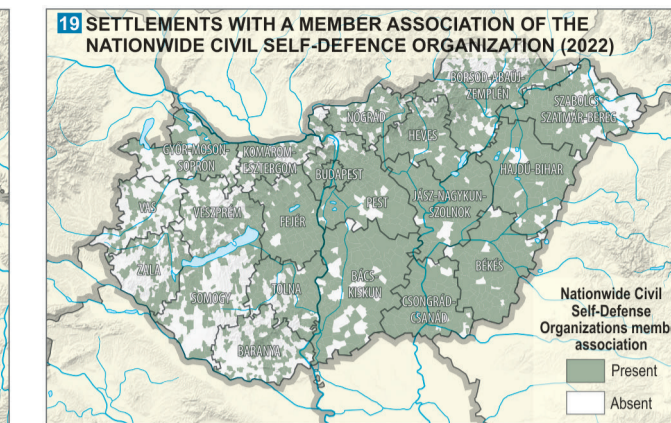 19 SETTLEMENTS WITH A MEMBER ASSOCIATION OF THE
NATIONWIDE CIVIL SELF-DEFENCE ORGANIZATION (2022)
BORSOD-ABAÚJ-
ZEMPLÉN
SZABOLCS-
SZATMÁR-BEREG
NÓGRÁD
HEVES
GYŐR-MOSON-
SOPRON
KOMÁROM-
ESZTERGOM
BUDAPEST
HAJDÚ-BIHAR
PEST
JÁSZ-NAGYKUN-
SZOLNOK
VAS
VESZPRÉM
FEJÉR
ZALA
SOMOGY
TOLNA
BÁCS
KISKUN
BÉKÉS
CSONGRÁD-
CSANÁD
BARANYA
Nationwide Civil
Self-Defense
Organizations memb
association
Present
Absent